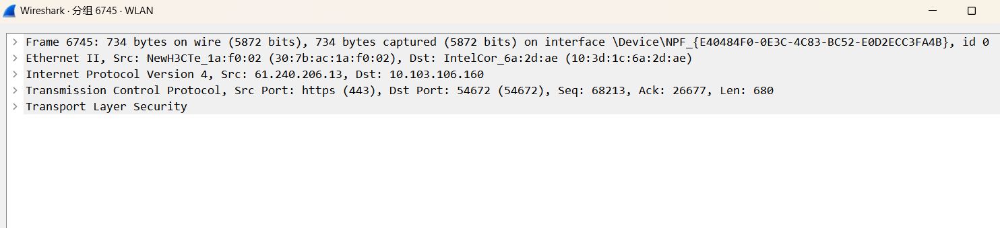 Wireshark · 分组 6745 · WLAN
Frame 6745: 734 bytes on wire (5872 bits), 734 bytes captured (5872 bits) on interface \Device\NPF_{E40484F0-0E3C-4C83-BC52-E0D2ECC3FA4B}, id 0
Ethernet II, Src: NewH3CTe_1a:f0:02 (30:7b:ac:1a:f0:02), Dst: IntelCor_6a:2d:ae (10:3d:1c:6a:2d:ae)
Internet Protocol Version 4, Src: 61.240.206.13, Dst: 10.103.106.160
Transmission Control Protocol, Src Port: https (443), Dst Port: 54672 (54672), Seq: 68213, Ack: 26677, Len: 680
Transport Layer Security